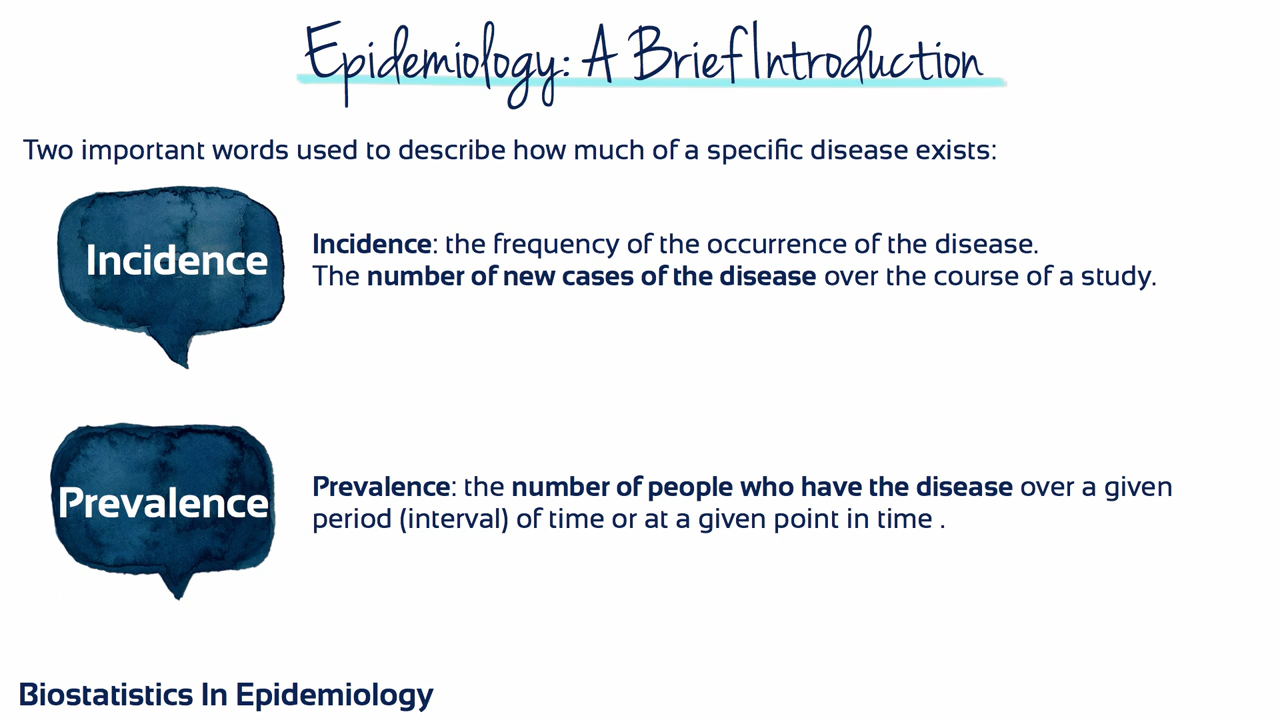 Epidemiology: A Brief Introduction
Two important words used to describe how much of a specific disease exists:
Incidence
Incidence: the frequency of the occurrence of the disease.
The number of new cases of the disease over the course of a study.
Prevalence
Prevalence: the number of people who have the disease over a given
period (interval) of time or at a given point in time .
Biostatistics In Epidemiology